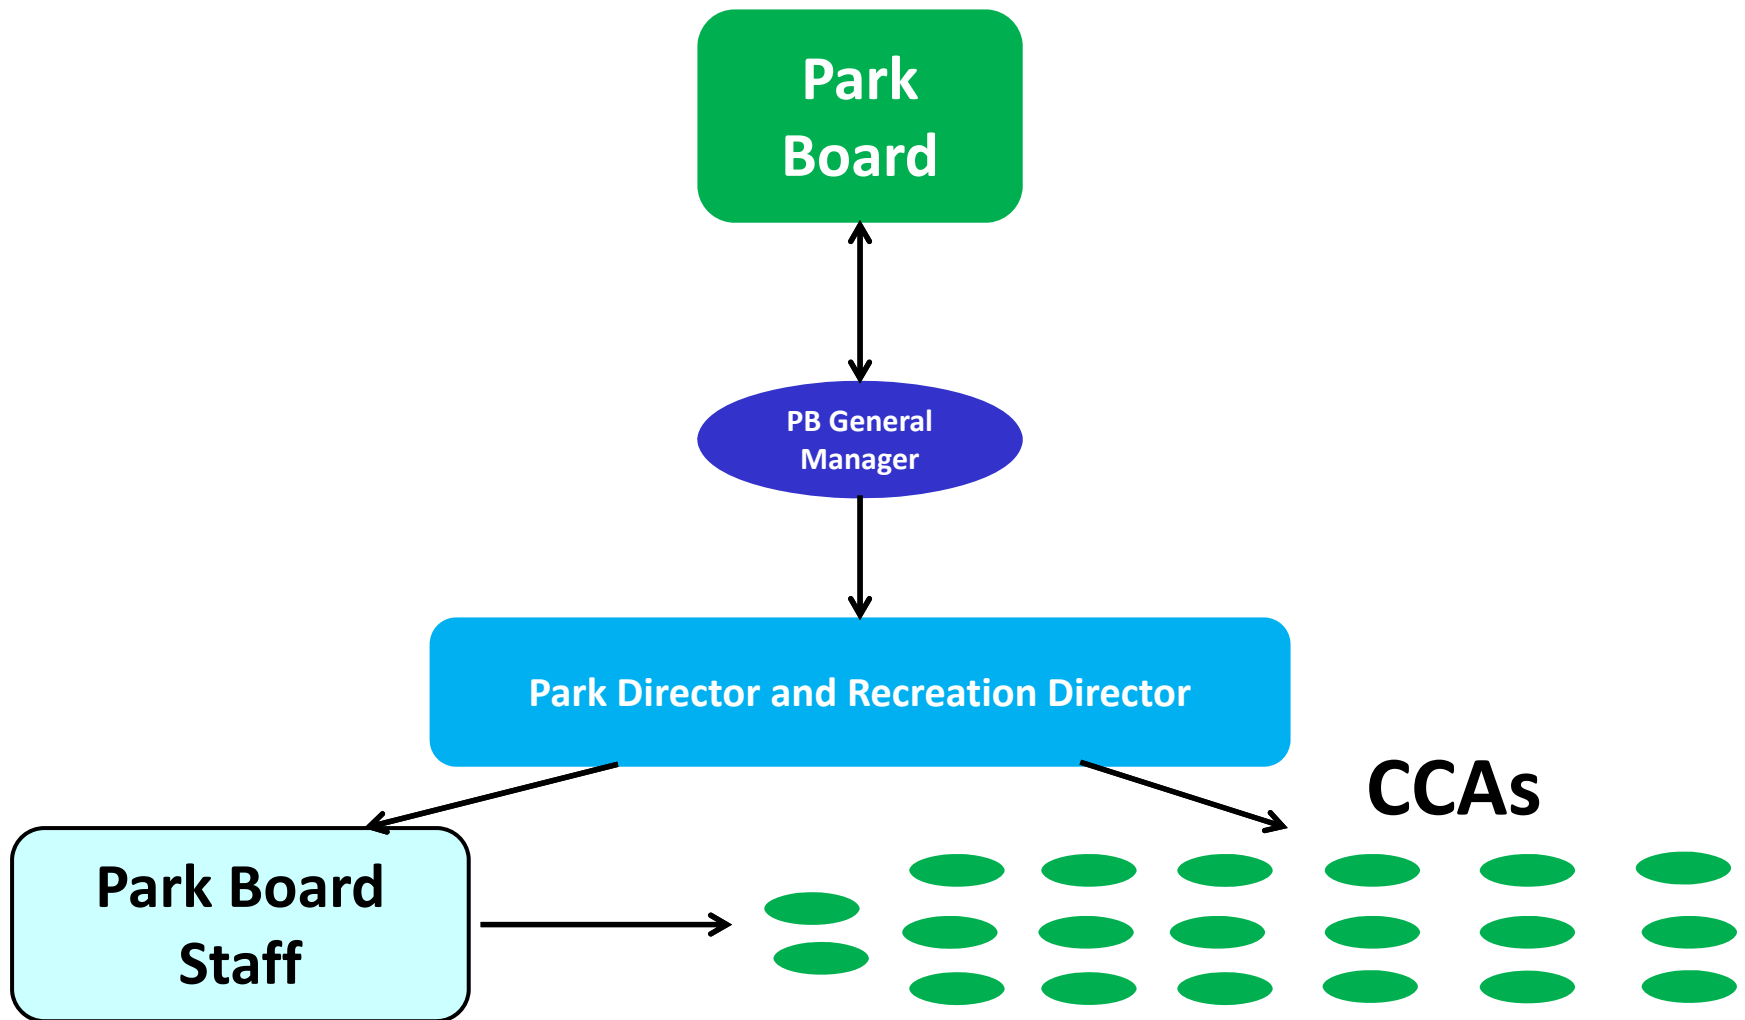 Park
Board
PB General
Manager
Park Director and Recreation Director
CCAs
Park Board
Staff